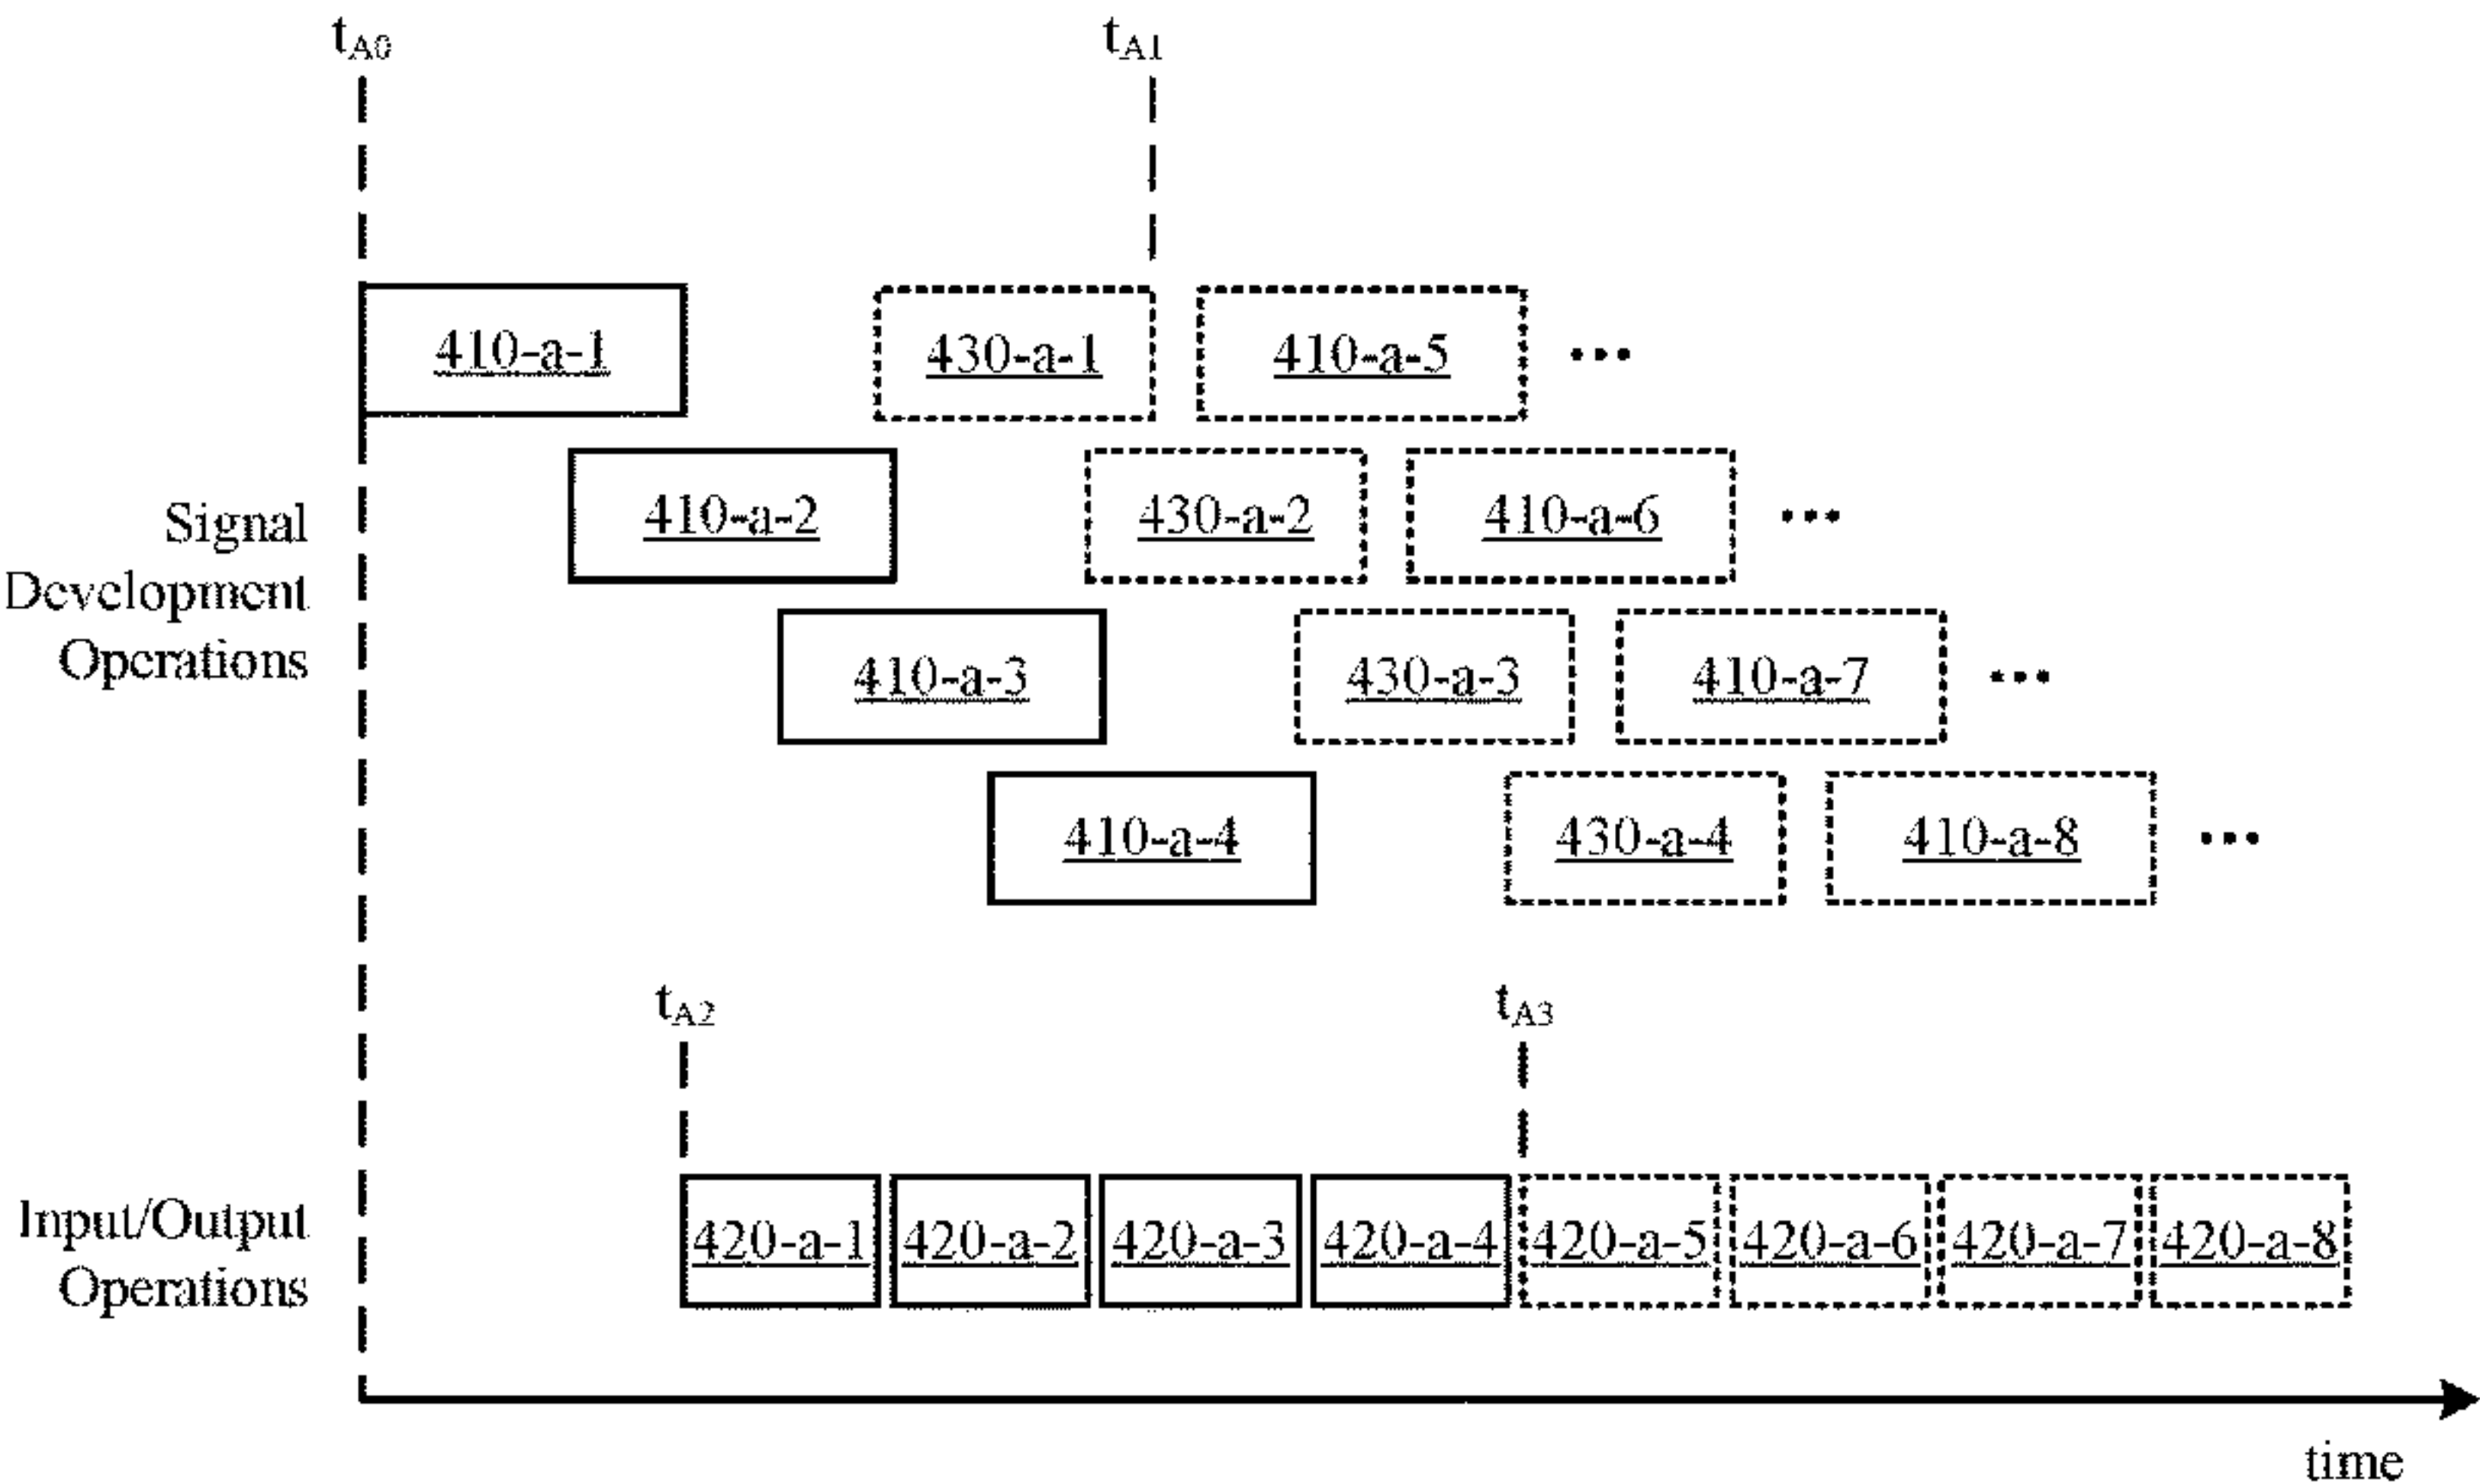 tA0 tA1
410-a-1 430-a-1 410-a-5 •••
410-a-2 430-a-2 410-a-6 •••
410-a-3 430-a-3 410-a-7 •••
410-a-4 430-a-4 410-a-8 •••
Signal
Development
Operations
tA2 tA3
420-a-1 420-a-2 420-a-3 420-a-4 420-a-5 420-a-6 420-a-7 420-a-8
Input/Output
Operations
time